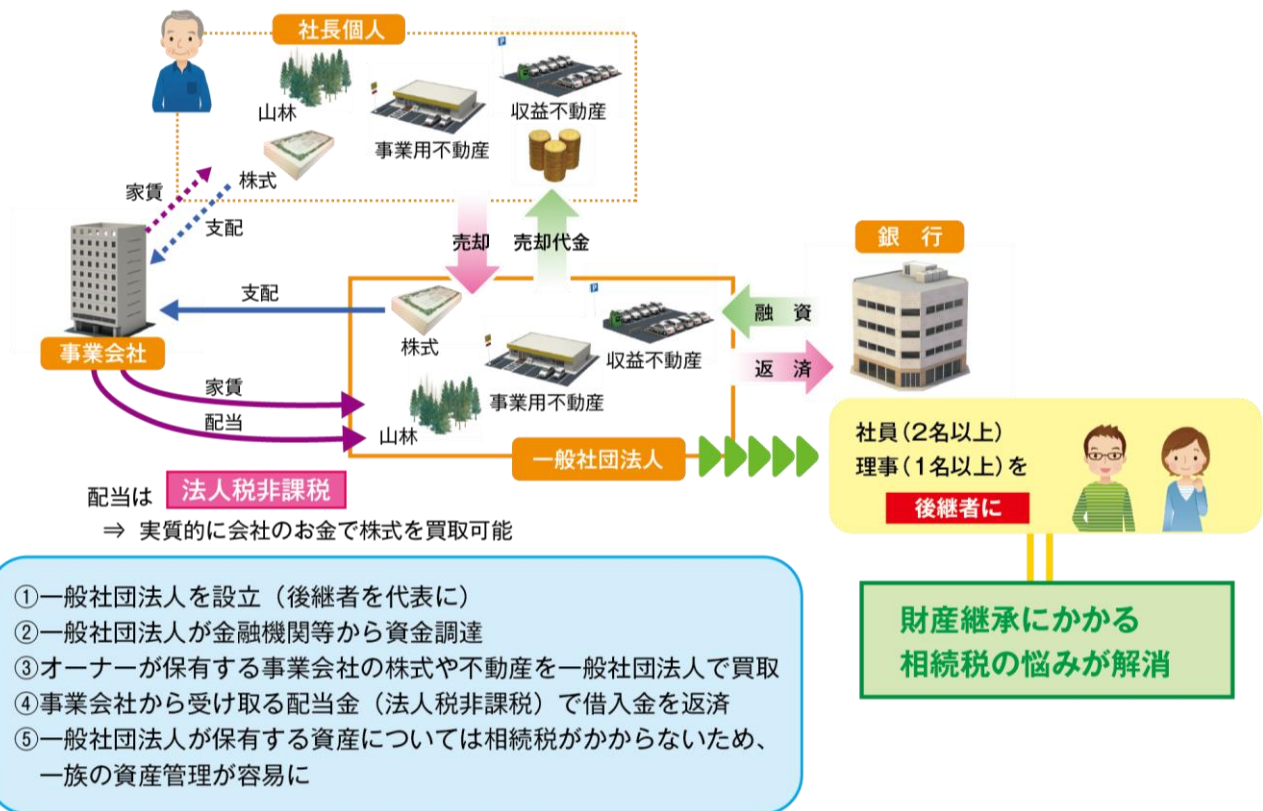 社長個人
山林
事業用不動産
収益不動産
株式
家賃
支配
売却
売却代金
銀 行
支配
株式
事業用不動産
収益不動産
山林
融 資
返 済
事業会社
家賃
配当
一般社団法人
社員(2名以上)
理事(1名以上)を
後継者に
配当は 法人税非課税
⇒ 実質的に会社のお金で株式を買取可能
①一般社団法人を設立(後継者を代表に)
②一般社団法人が金融機関等から資金調達
③オーナーが保有する事業会社の株式や不動産を一般社団法人で買取
④事業会社から受け取る配当金(法人税非課税)で借入金を返済
⑤一般社団法人が保有する資産については相続税がかからないため、
一族の資産管理が容易に
財産継承にかかる
相続税の悩みが解消
P
P